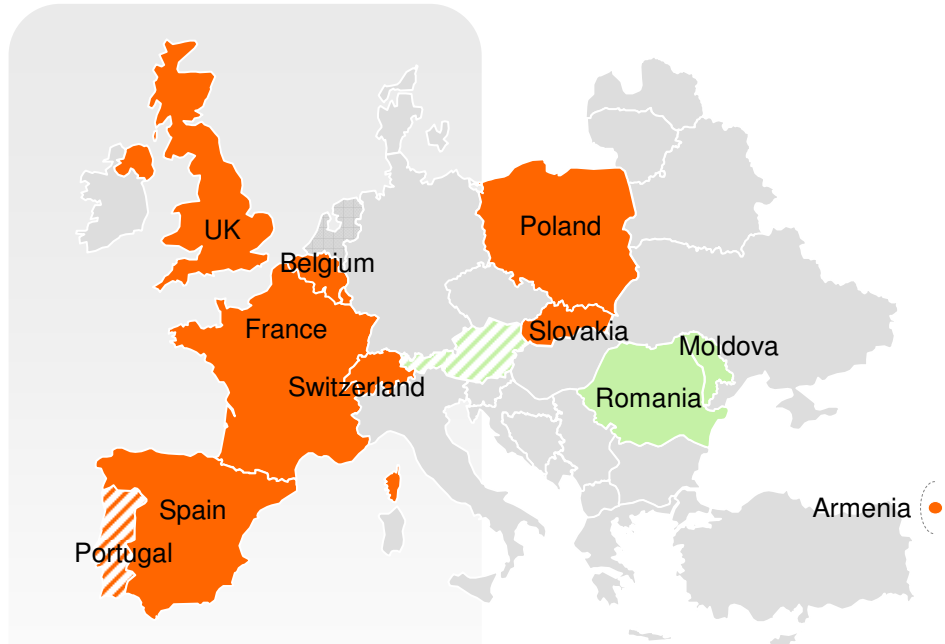 UK
Poland
Belgium
France
Slovakia
Moldova
Switzerland
Romania
Spain
Armenia
Portugal